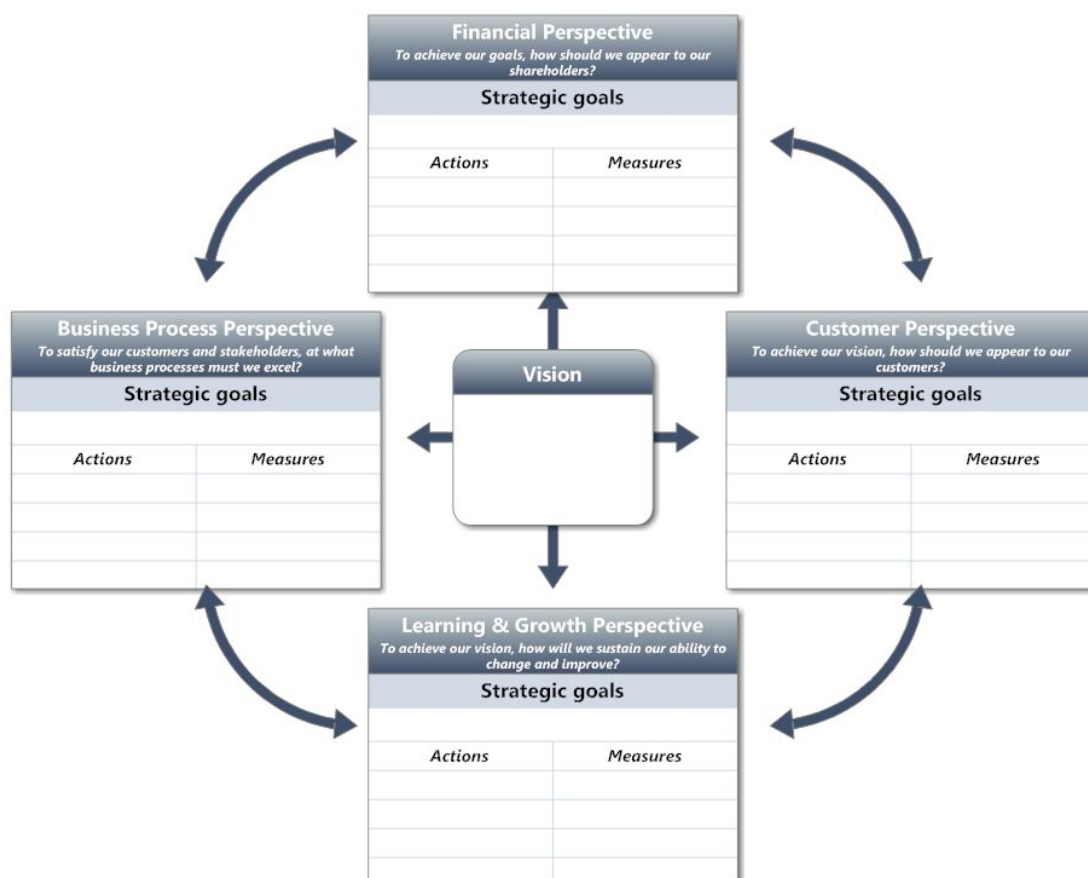 Financial Perspective
To achieve our goals, how should we appear to our
shareholders?
Strategic goals
Actions Measures
Business Process Perspective
To satisfy our customers and stakeholders, at what
business processes must we excel?
Strategic goals
Actions Measures
Vision
Customer Perspective
To achieve our vision, how should we appear to our
customers?
Strategic goals
Actions Measures
Learning & Growth Perspective
To achieve our vision, how will we sustain our ability to
change and improve?
Strategic goals
Actions Measures